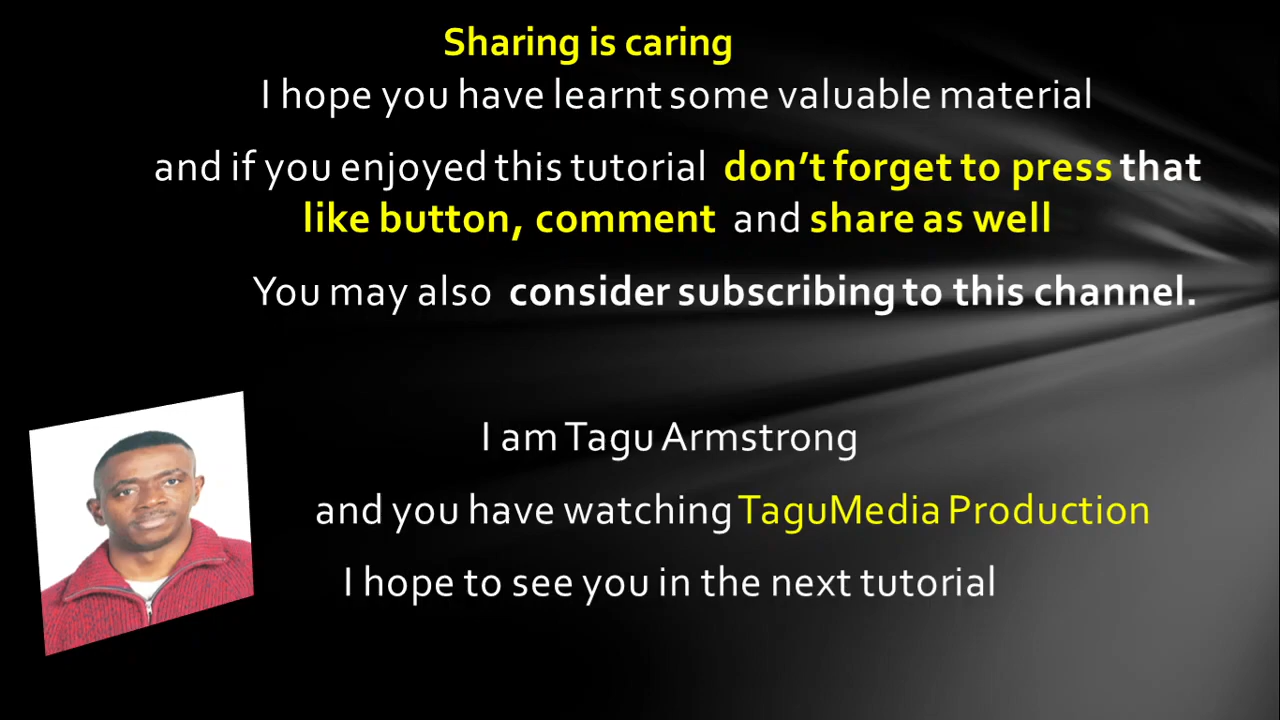 Sharing is caring
I hope you have learnt some valuable material
and if you enjoyed this tutorial don’t forget to press that
like button, comment and share as well
You may also consider subscribing to this channel.
I am Tagu Armstrong
and you have watching TaguMedia Production
I hope to see you in the next tutorial